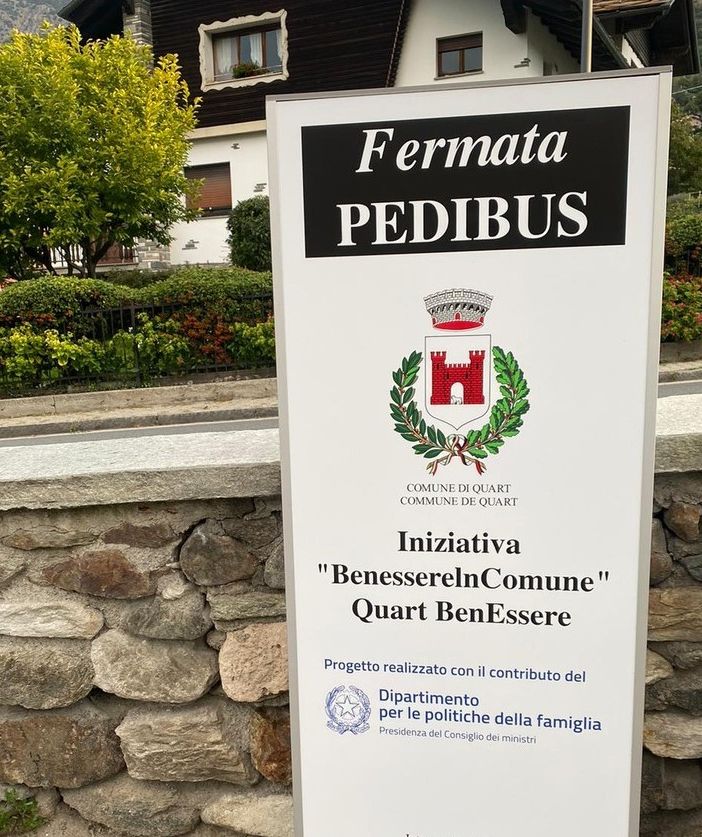 Fermata
PEDIBUS
COMUNE DI QUART
COMMUNE DE QUART
Iniziativa
"BenessereInComune"
Quart BenEssere
Progetto realizzato con il contributo del
Dipartimento
per le politiche della famiglia
Presidenza del Consiglio dei ministri